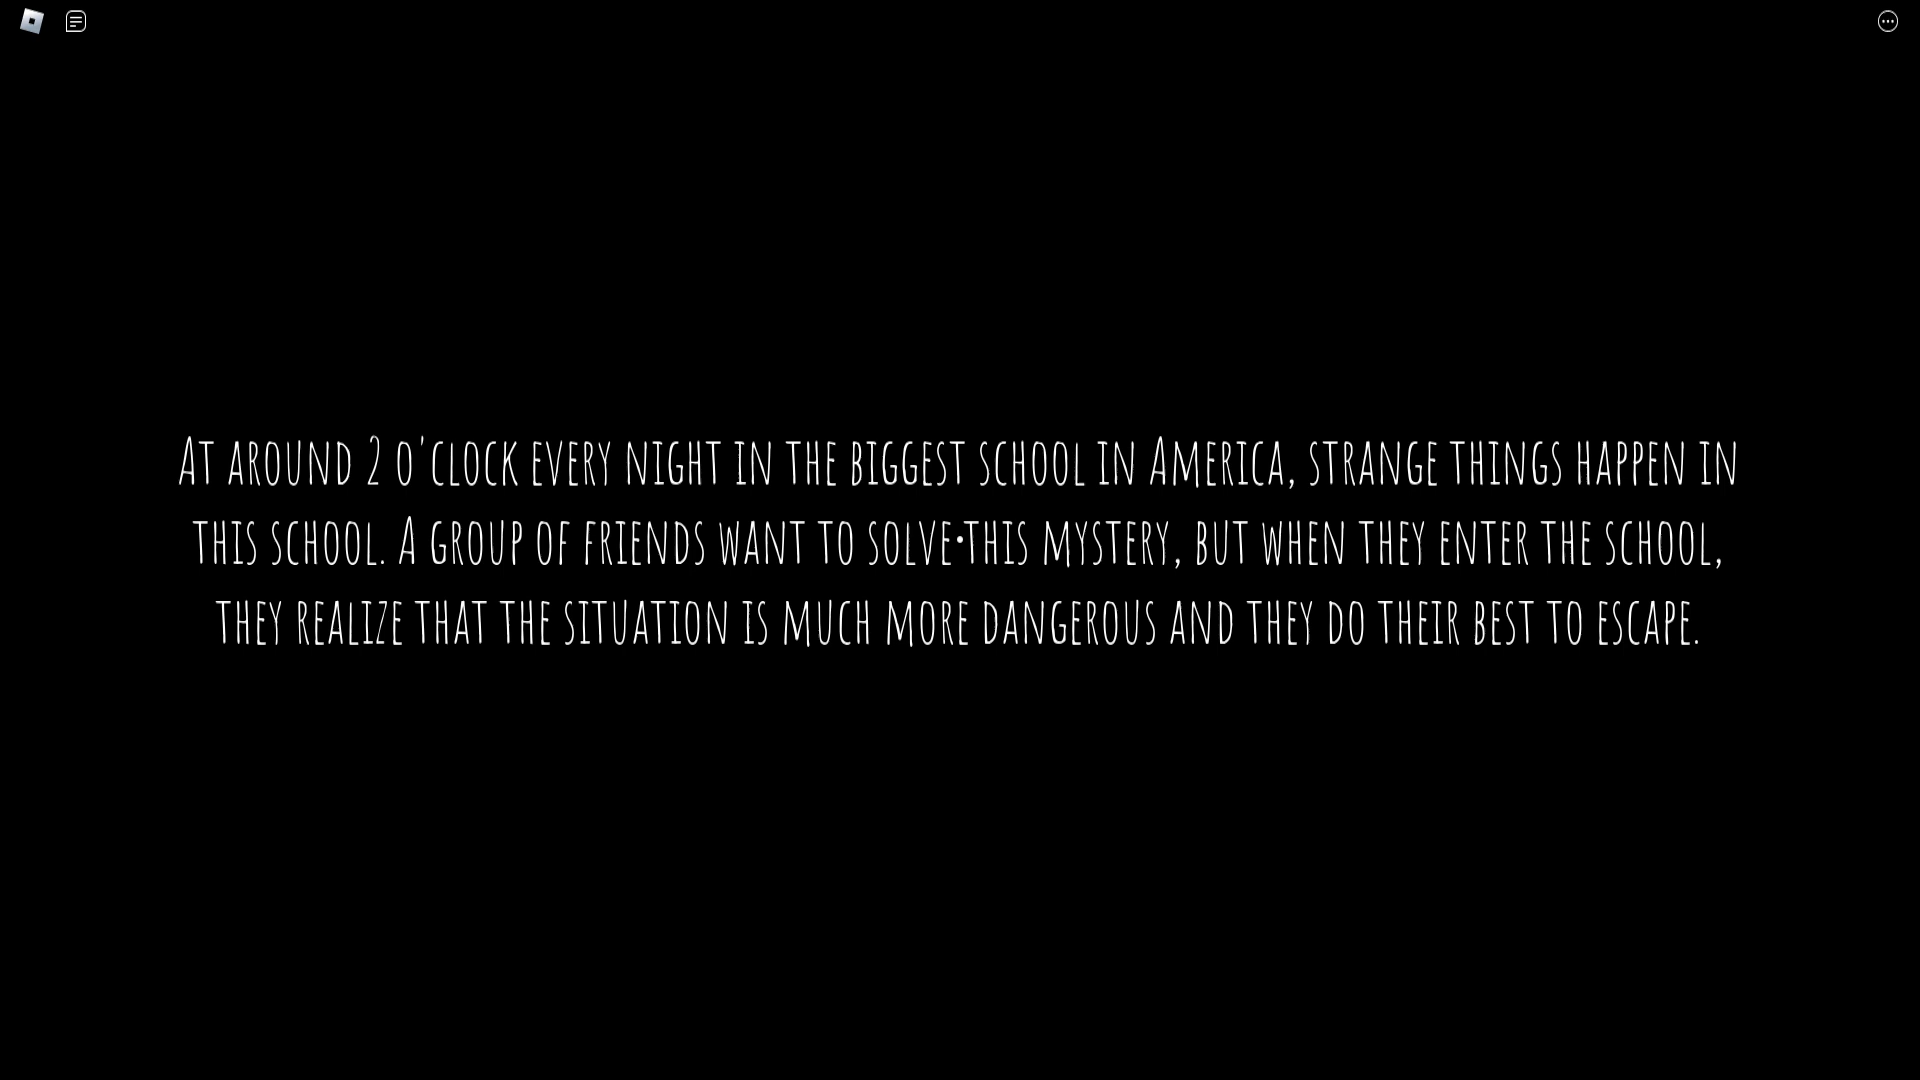 At around 2 o'clock every night in the biggest school in America, strange things happen in
this school. A group of friends want to solve this mystery, but when they enter the school,
they realize that the situation is much more dangerous and they do their best to escape.